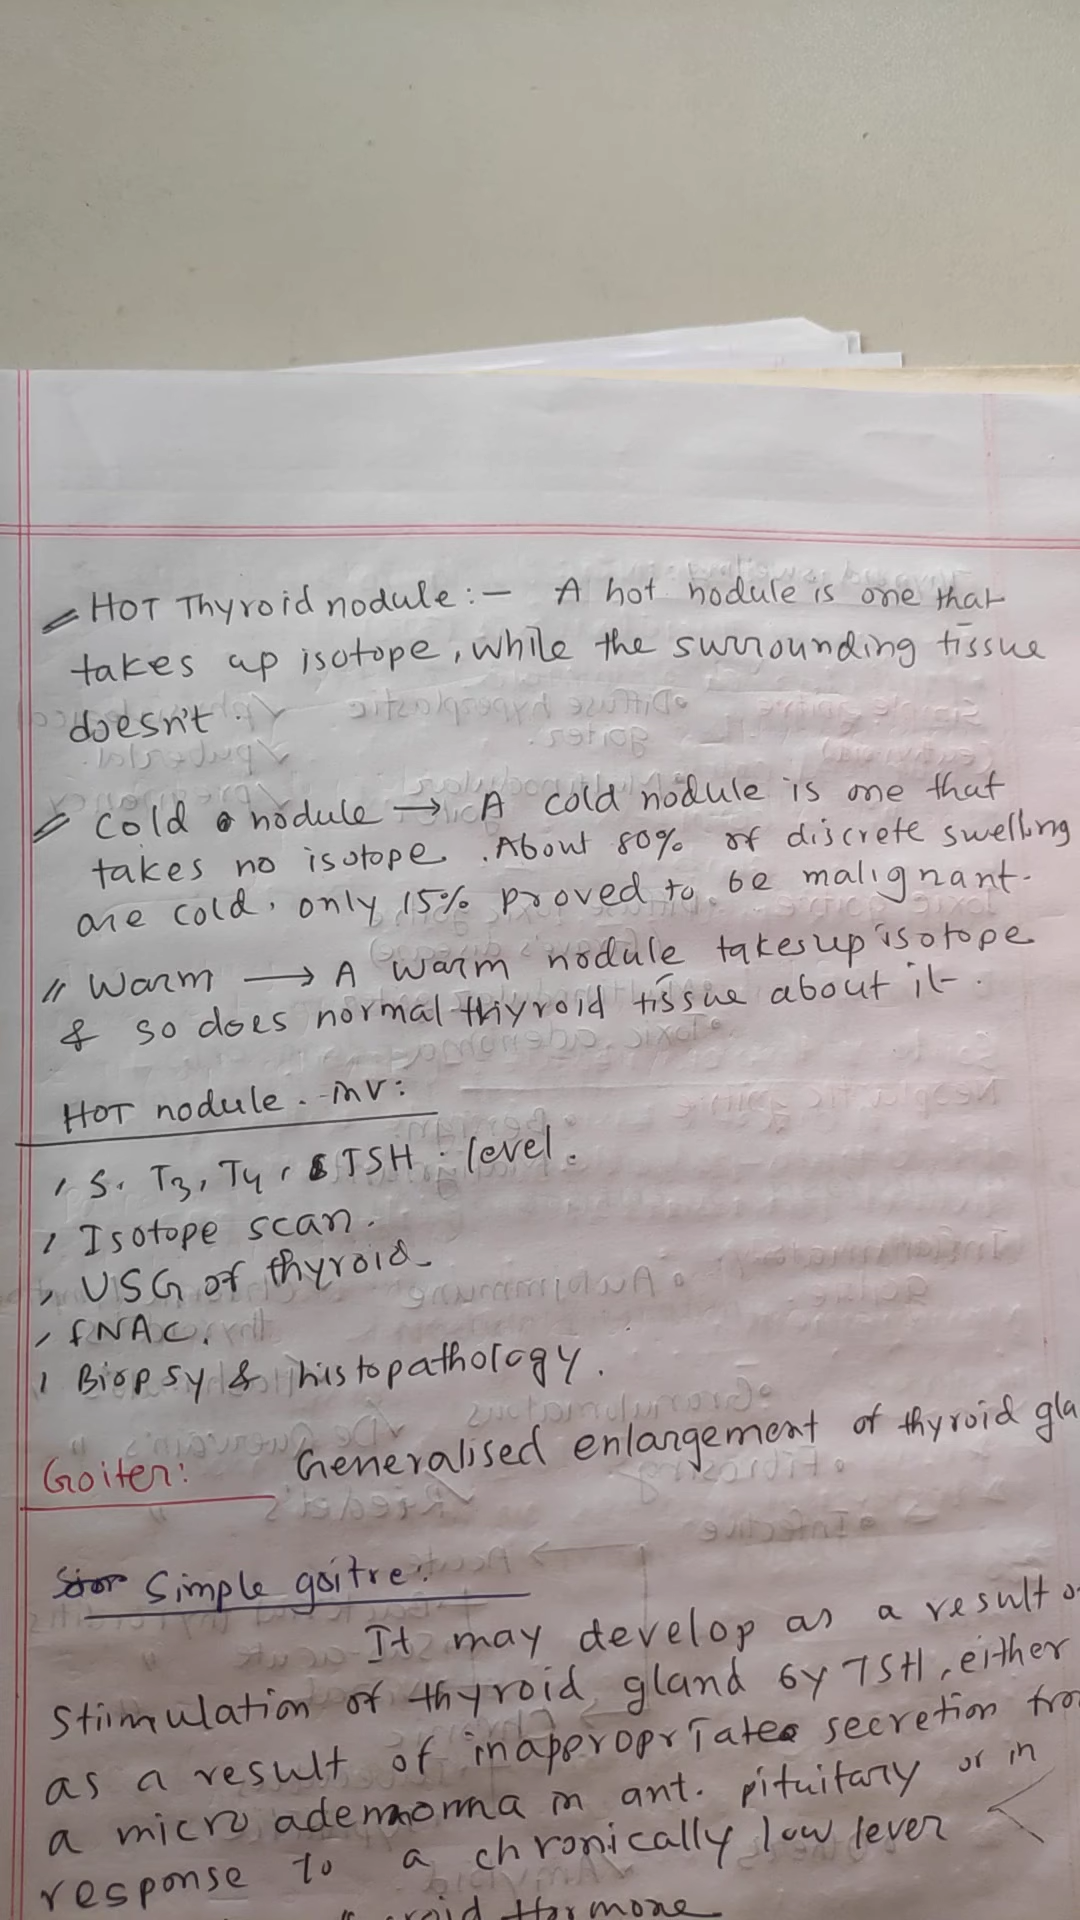 HOT Thyroid nodule :- A hot nodule is one that
takes up isotope, while the surrounding tissue
doesn't.
Cold nodule → A cold nodule is one that
takes no isotope. About 80% of discrete swelling
are cold. only 15% proved to be malignant.
Warm → A warm nodule takes up isotope
& so does normal thyroid tissue about it.
HOT nodule. inv:
S. T3, T4, TSH level.
Isotope scan.
USG of thyroid
FNAC.
Biopsy & histopathology.
Goiter: Generalised enlargement of thyroid gla
Simple goitre:
It may develop as a result o
stimulation of thyroid gland by TSH, either
as a result of inappropriate secretion fro
a micro ademonna in ant. pituitary or in
response to a chronically low lever
roid Hormone